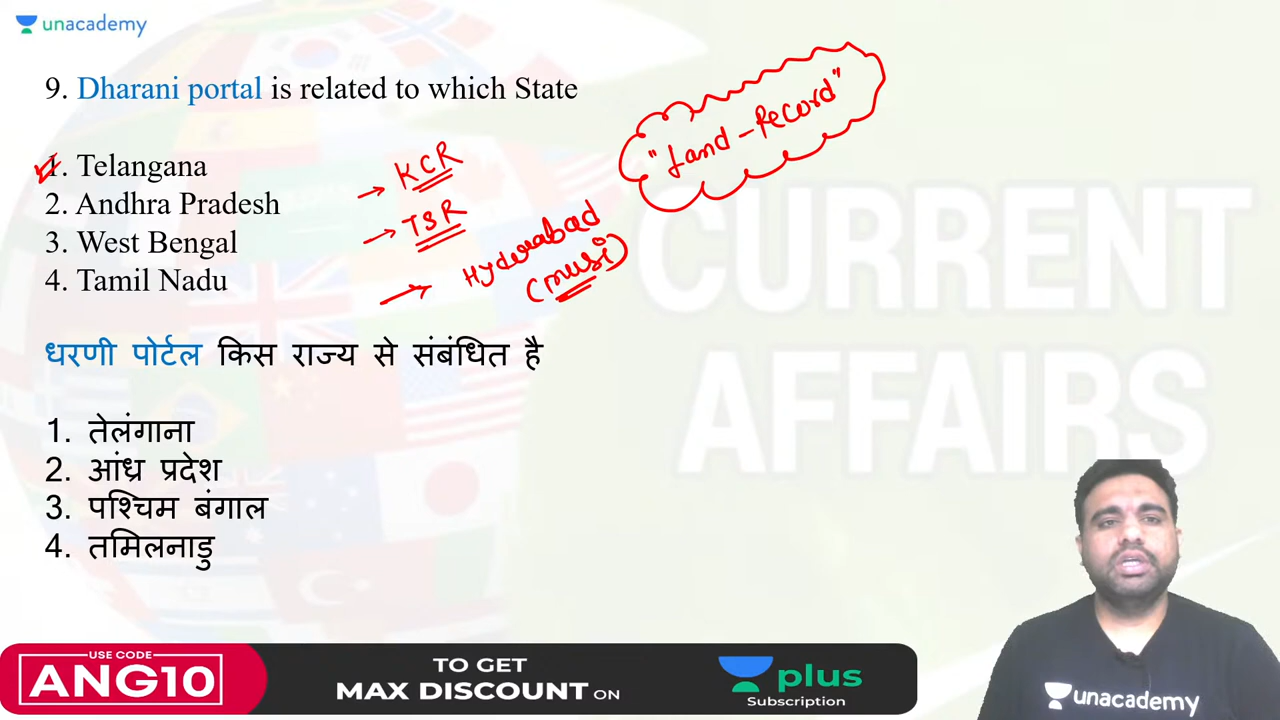 unacademy
9. Dharani portal is related to which State
"Land-Record"
1. Telangana
→ KCR
2. Andhra Pradesh
→ TSR
3. West Bengal
→ Hyderabad
(musi)
4. Tamil Nadu
CURRENT
AFFAIRS
धरणी पोर्टल किस राज्य से संबंधित है
1. तेलंगाना
2. आंध्र प्रदेश
3. पश्चिम बंगाल
4. तमिलनाडु
USE CODE
ANG10
TO GET
MAX DISCOUNT ON
plus
Subscription
unacademy